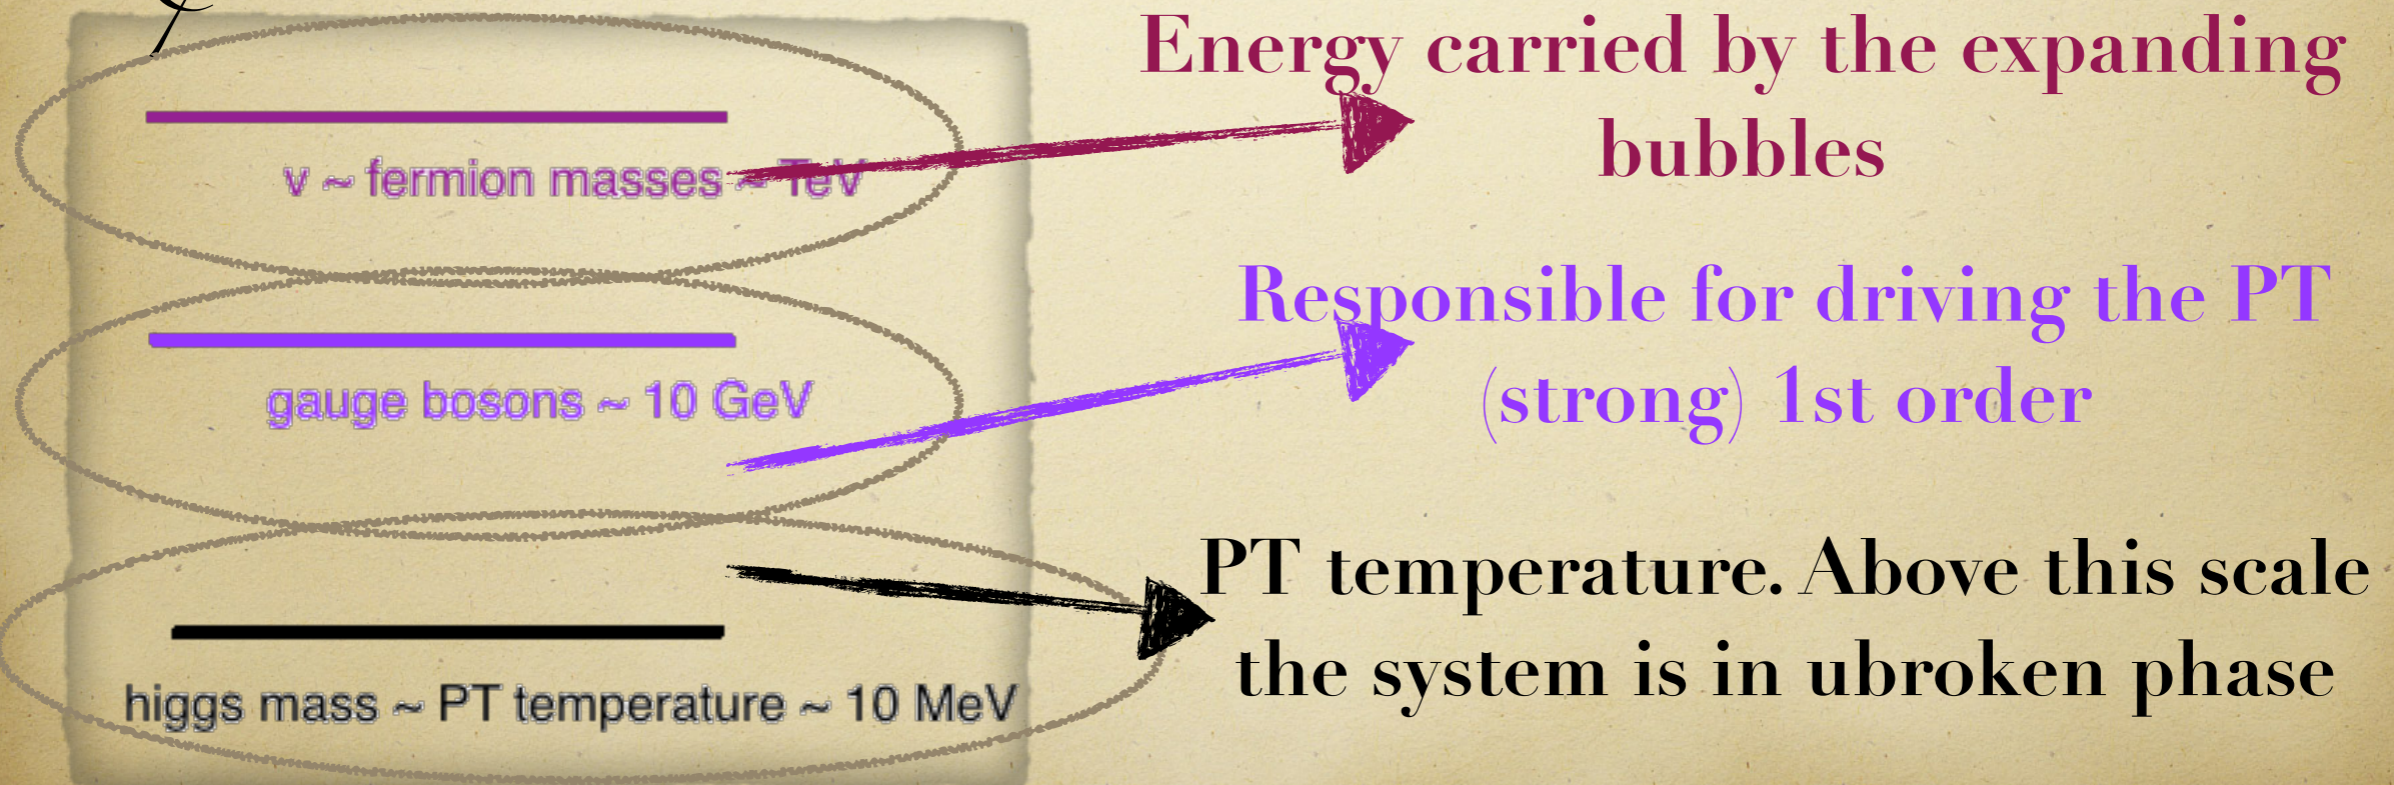 Energy carried by the expanding
bubbles
v ~ fermion masses ~ TeV
Responsible for driving the PT
(strong) 1st order
gauge bosons ~ 10 GeV
PT temperature. Above this scale
the system is in ubroken phase
higgs mass ~ PT temperature ~ 10 MeV